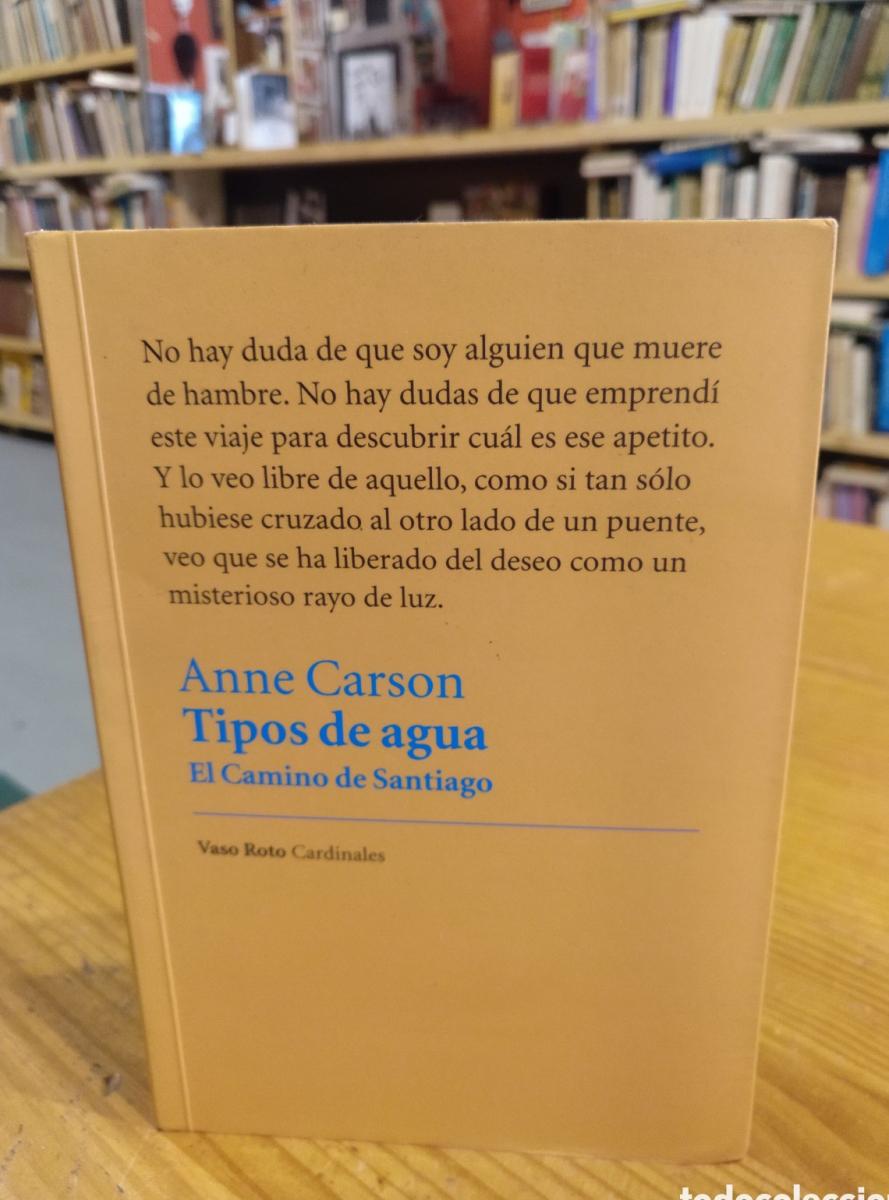 No hay duda de que soy alguien que muere
de hambre. No hay dudas de que emprendí
este viaje para descubrir cuál es ese apetito.
Y lo veo libre de aquello, como si tan sólo
hubiese cruzado al otro lado de un puente,
veo que se ha liberado del deseo como un
misterioso rayo de luz.
Anne Carson
Tipos de agua
El Camino de Santiago
Vaso Roto Cardinales